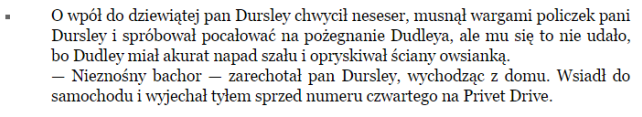 ▪ O wpół do dziewiątej pan Dursley chwycił neseser, musnął wargami policzek pani
Dursley i spróbował pocałować na pożegnanie Dudleya, ale mu się to nie udało,
bo Dudley miał akurat napad szału i opryskiwał ściany owsianką.
— Nieznośny bachor — zarechotał pan Dursley, wychodząc z domu. Wsiadł do
samochodu i wyjechał tyłem sprzed numeru czwartego na Privet Drive.